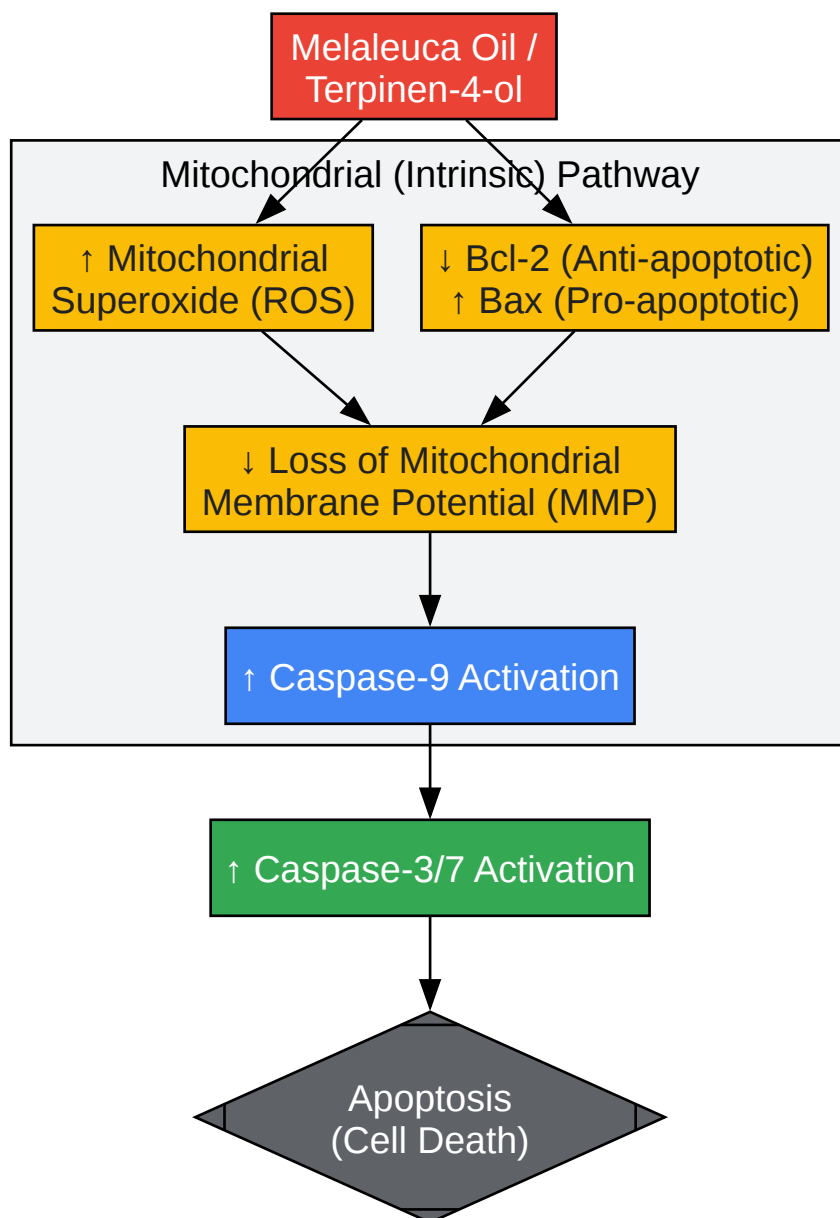 Melaleuca Oil /
Terpinen-4-ol
Mitochondrial (Intrinsic) Pathway
↑ Mitochondrial
Superoxide (ROS)
↓ Bcl-2 (Anti-apoptotic)
↑ Bax (Pro-apoptotic)
↓ Loss of Mitochondrial
Membrane Potential (MMP)
↑ Caspase-9 Activation
↑ Caspase-3/7 Activation
Apoptosis
(Cell Death)